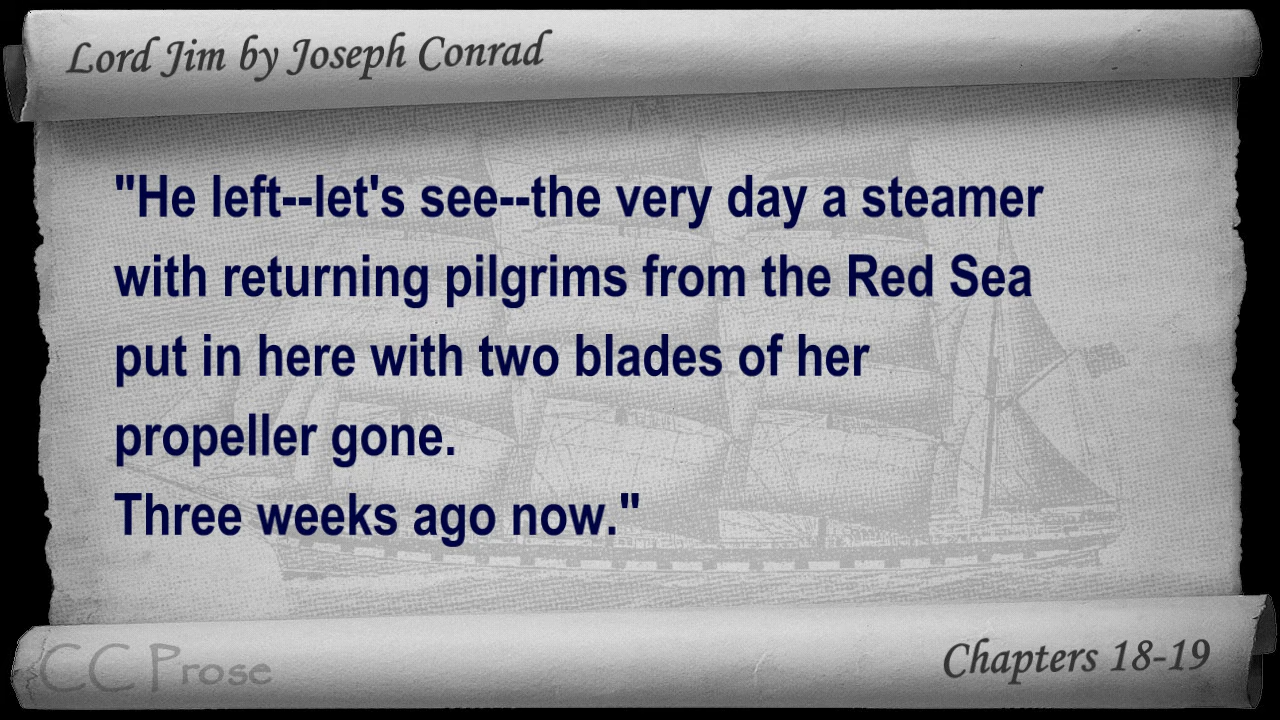 Lord Jim by Joseph Conrad
"He left--let's see--the very day a steamer
with returning pilgrims from the Red Sea
put in here with two blades of her
propeller gone.
Three weeks ago now."
CC Prose
Chapters 18-19